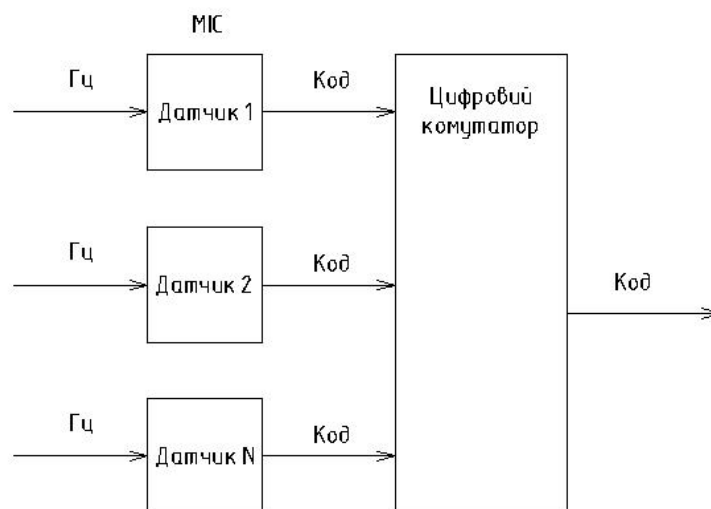 МІС
Гц
Датчик 1
Код
Цифровий
комутатор
Гц
Датчик 2
Код
Код
Гц
Датчик N
Код